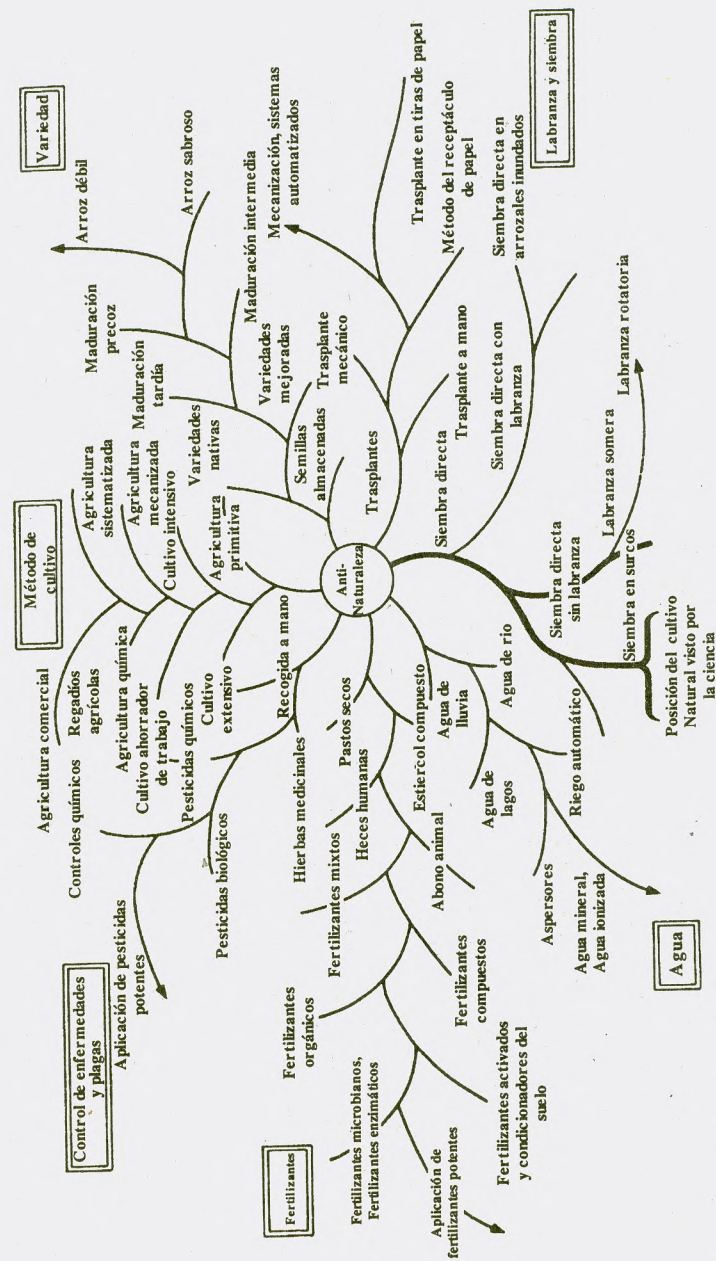 Variedad
Arroz débil
Arroz sabroso
Maduración
precoz
Maduración intermedia
Maduración
tardía
Variedades
mejoradas
Variedades
nativas
Semillas
almacenadas
Mecanización, sistemas
automatizados
Trasplante en tiras de papel
Método del receptáculo
de papel
Trasplante
mecánico
Trasplante a mano
Trasplantes
Labranza y siembra
Siembra directa en
arrozales inundados
Siembra directa con
labranza
Siembra directa
Labranza rotatoria
Labranza somera
Siembra directa
sin labranza
Siembra en surcos
Posición del cultivo
Natural visto por
la ciencia
Método de
cultivo
Agricultura
sistematizada
Agricultura
mecanizada
Cultivo intensivo
Agricultura
primitiva
Agricultura comercial
Regadíos
agrícolas
Agricultura química
Cultivo ahorrador
de trabajo
Cultivo
extensivo
Anti-
Naturaleza
Control de enfermedades
y plagas
Aplicación de pesticidas
potentes
Controles químicos
Pesticidas químicos
Pesticidas biológicos
Recogida a mano
Hierbas medicinales
Fertilizantes
Pastos secos
Estiercol compuesto
Heces humanas
Abono animal
Fertilizantes mixtos
Fertilizantes
compuestos
Fertilizantes
orgánicos
Fertilizantes activados
y condicionadores del
suelo
Fertilizantes microbianos,
Fertilizantes enzimáticos
Aplicación de
fertilizantes potentes
Agua
Agua de río
Agua de
lluvia
Agua de
lagos
Riego automático
Aspersores
Agua mineral,
Agua ionizada